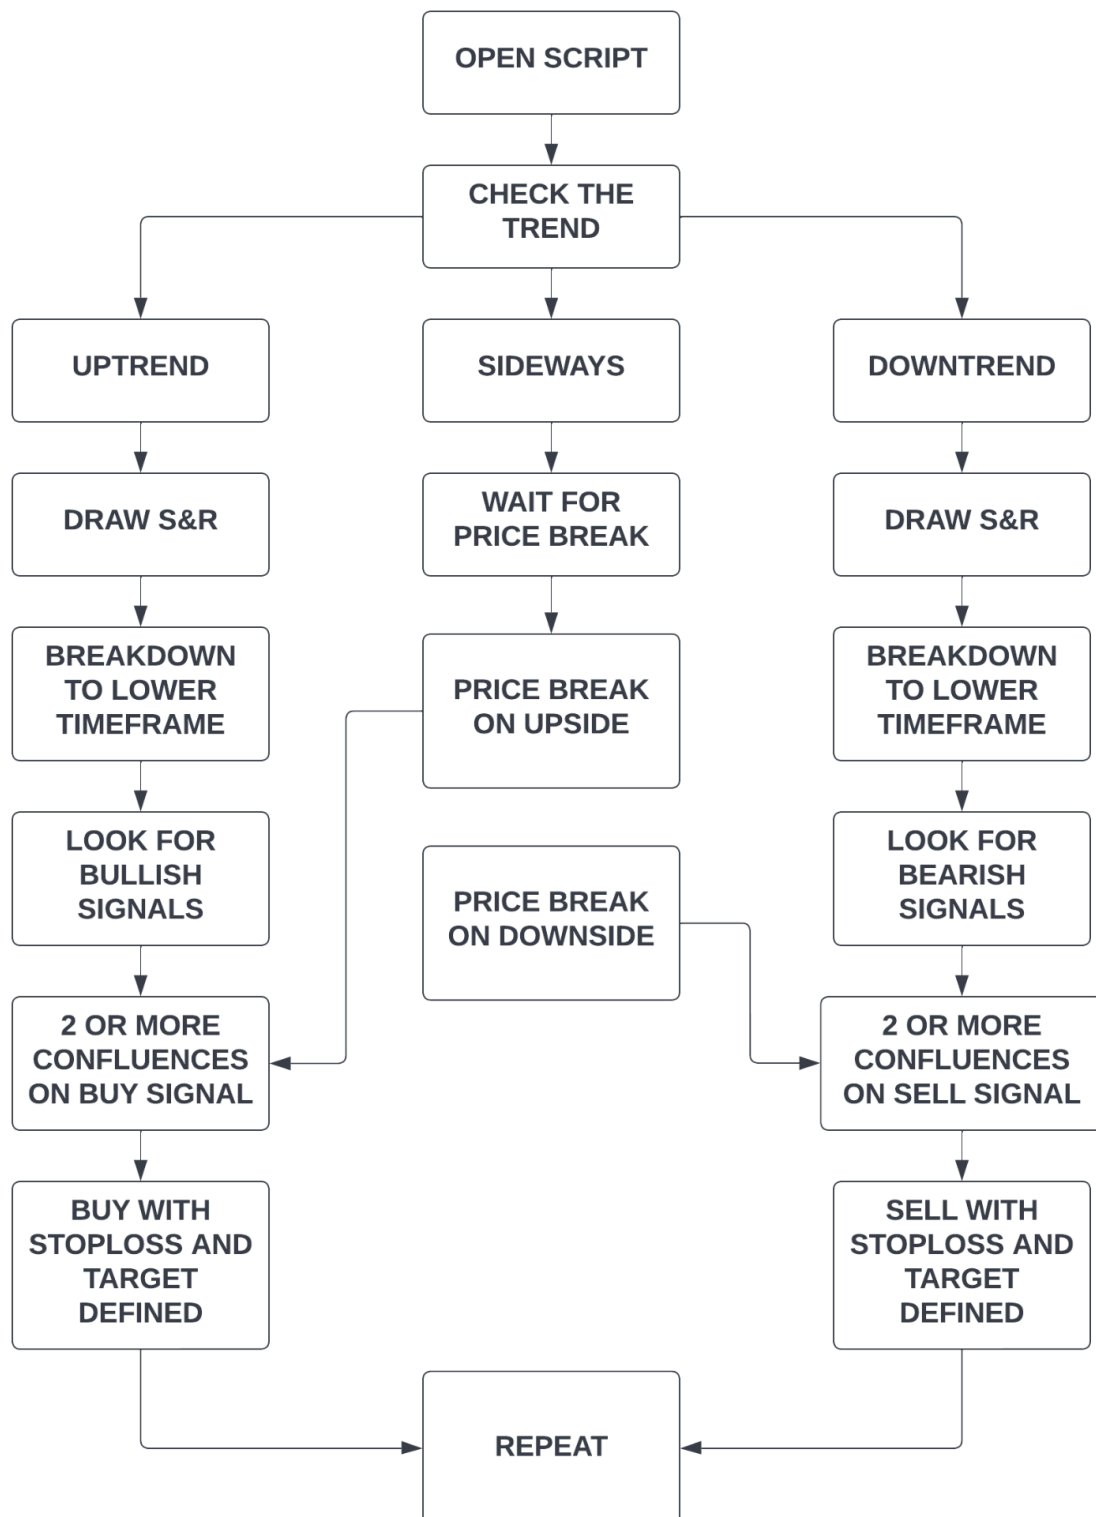 OPEN SCRIPT
CHECK THE
TREND
UPTREND
SIDEWAYS
DOWNTREND
DRAW S&R
WAIT FOR
PRICE BREAK
DRAW S&R
BREAKDOWN
TO LOWER
TIMEFRAME
PRICE BREAK
ON UPSIDE
BREAKDOWN
TO LOWER
TIMEFRAME
LOOK FOR
BULLISH
SIGNALS
PRICE BREAK
ON DOWNSIDE
LOOK FOR
BEARISH
SIGNALS
2 OR MORE
CONFLUENCES
ON BUY SIGNAL
2 OR MORE
CONFLUENCES
ON SELL SIGNAL
BUY WITH
STOPLOSS AND
TARGET
DEFINED
SELL WITH
STOPLOSS AND
TARGET
DEFINED
REPEAT